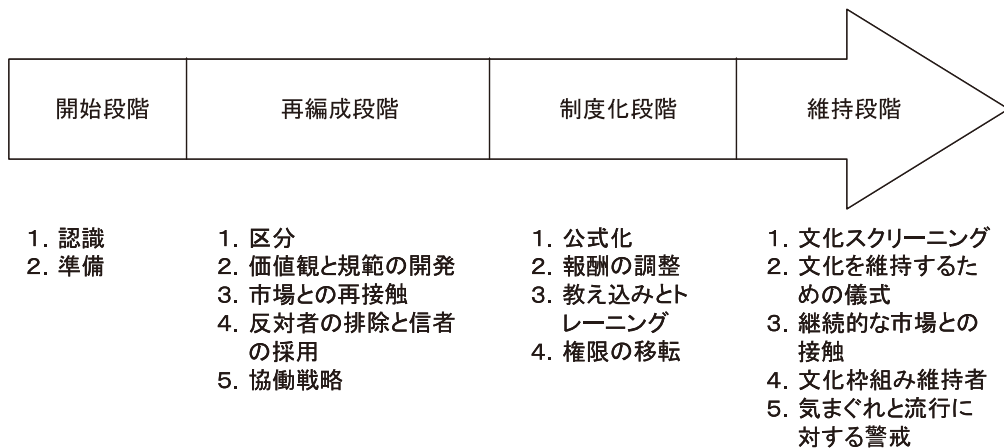 開始段階
再編成段階
制度化段階
維持段階
1. 認識
2. 準備
1. 区分
2. 価値観と規範の開発
3. 市場との再接触
4. 反対者の排除と信者
の採用
5. 協働戦略
1. 公式化
2. 報酬の調整
3. 教え込みとト
レーニング
4. 権限の移転
1. 文化スクリーニング
2. 文化を維持するた
めの儀式
3. 継続的な市場との
接触
4. 文化枠組み維持者
5. 気まぐれと流行に
対する警戒